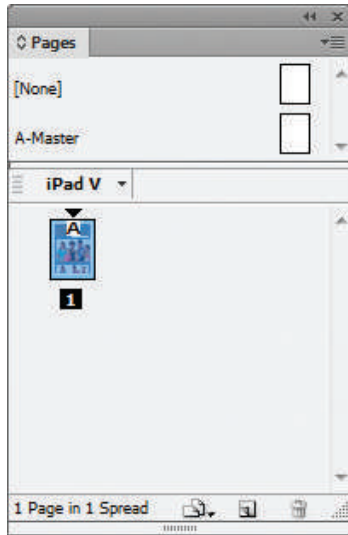 Pages
[None]
A-Master
iPad V
A
1
1 Page in 1 Spread